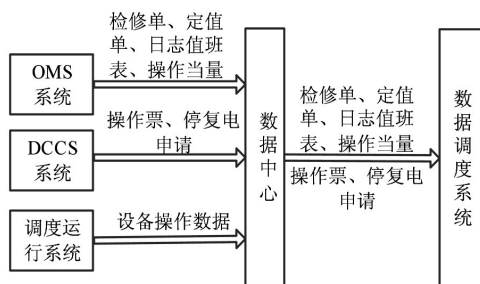 检修单、定值
单、日志值班
表、操作当量
OMS
系统
操作票、停复电
申请
DCCS
系统
设备操作数据
调度运
行系统
数
据
中
心
检修单、定值
单、日志值班
表、操作当量
操作票、停复电
申请
数
据
调
度
系
统